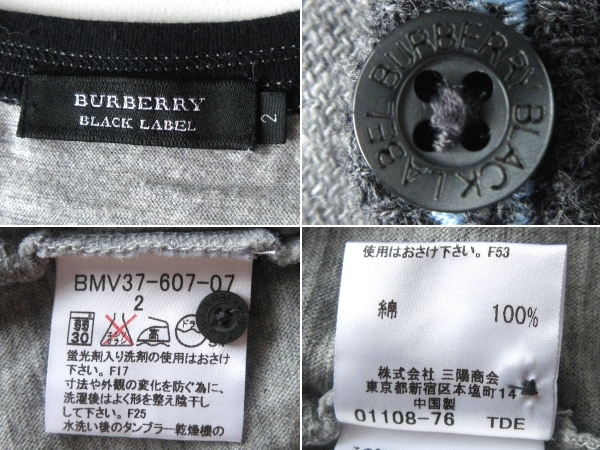 BURBERRY
BLACK LABEL
2
BURBERRY BLACK LABEL
BMV37-607-07
2
蛍光剤入り洗剤の使用はおさけ
下さい。F17
寸法や外観の変化を防ぐ為に、
洗濯後はよく形を整え陰干し
して下さい。F25
水洗い後のタンブラー乾燥機の
使用はおさけ下さい。F53
綿 100%
株式会社 三陽商会
東京都新宿区本塩町14
中国製
01108-76 TDE